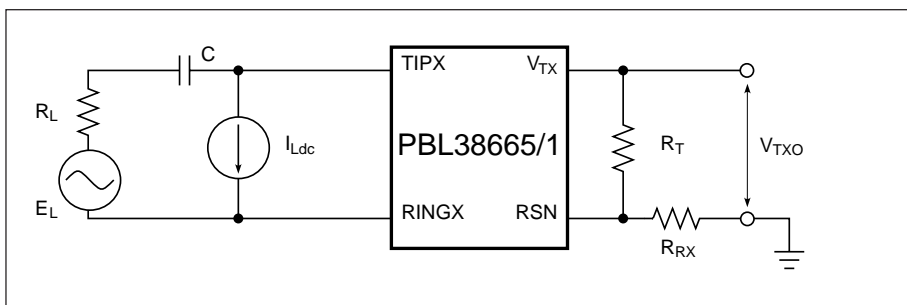 C
TIPX
V_TX
R_L
I_Ldc
PBL38665/1
R_T
V_TXO
E_L
RINGX
RSN
R_RX